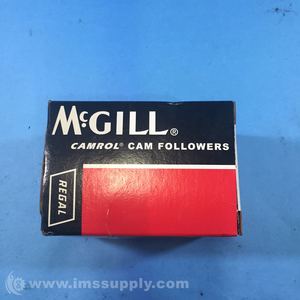 McGILL®
CAMROL® CAM FOLLOWERS
REGAL
www.imssupply.com